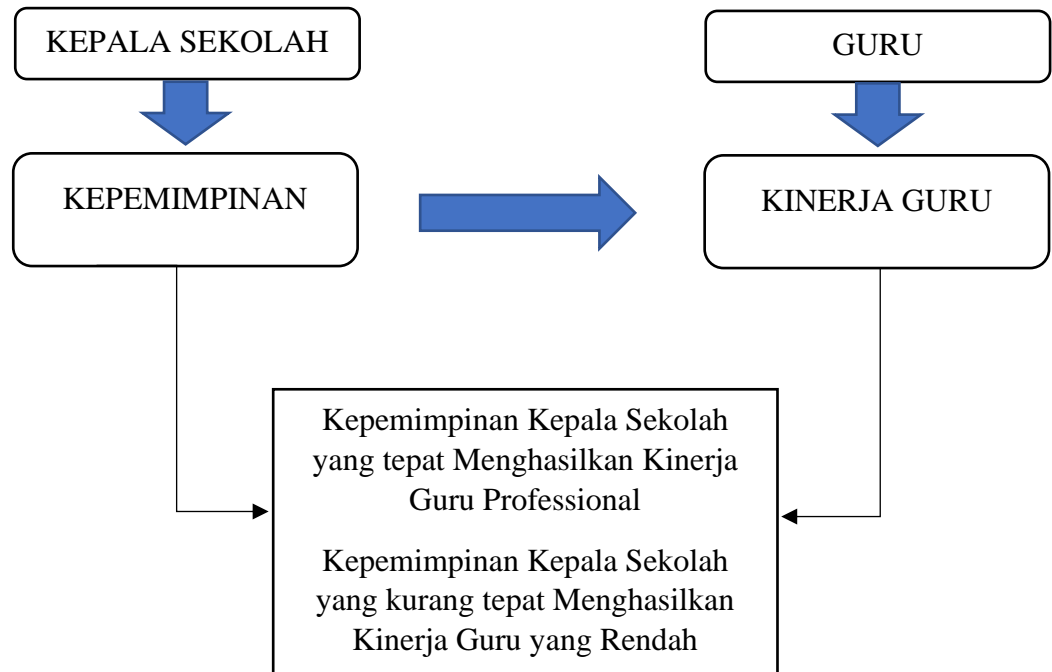 KEPALA SEKOLAH
GURU
KEPEMIMPINAN
KINERJA GURU
Kepemimpinan Kepala Sekolah
yang tepat Menghasilkan Kinerja
Guru Professional
Kepemimpinan Kepala Sekolah
yang kurang tepat Menghasilkan
Kinerja Guru yang Rendah